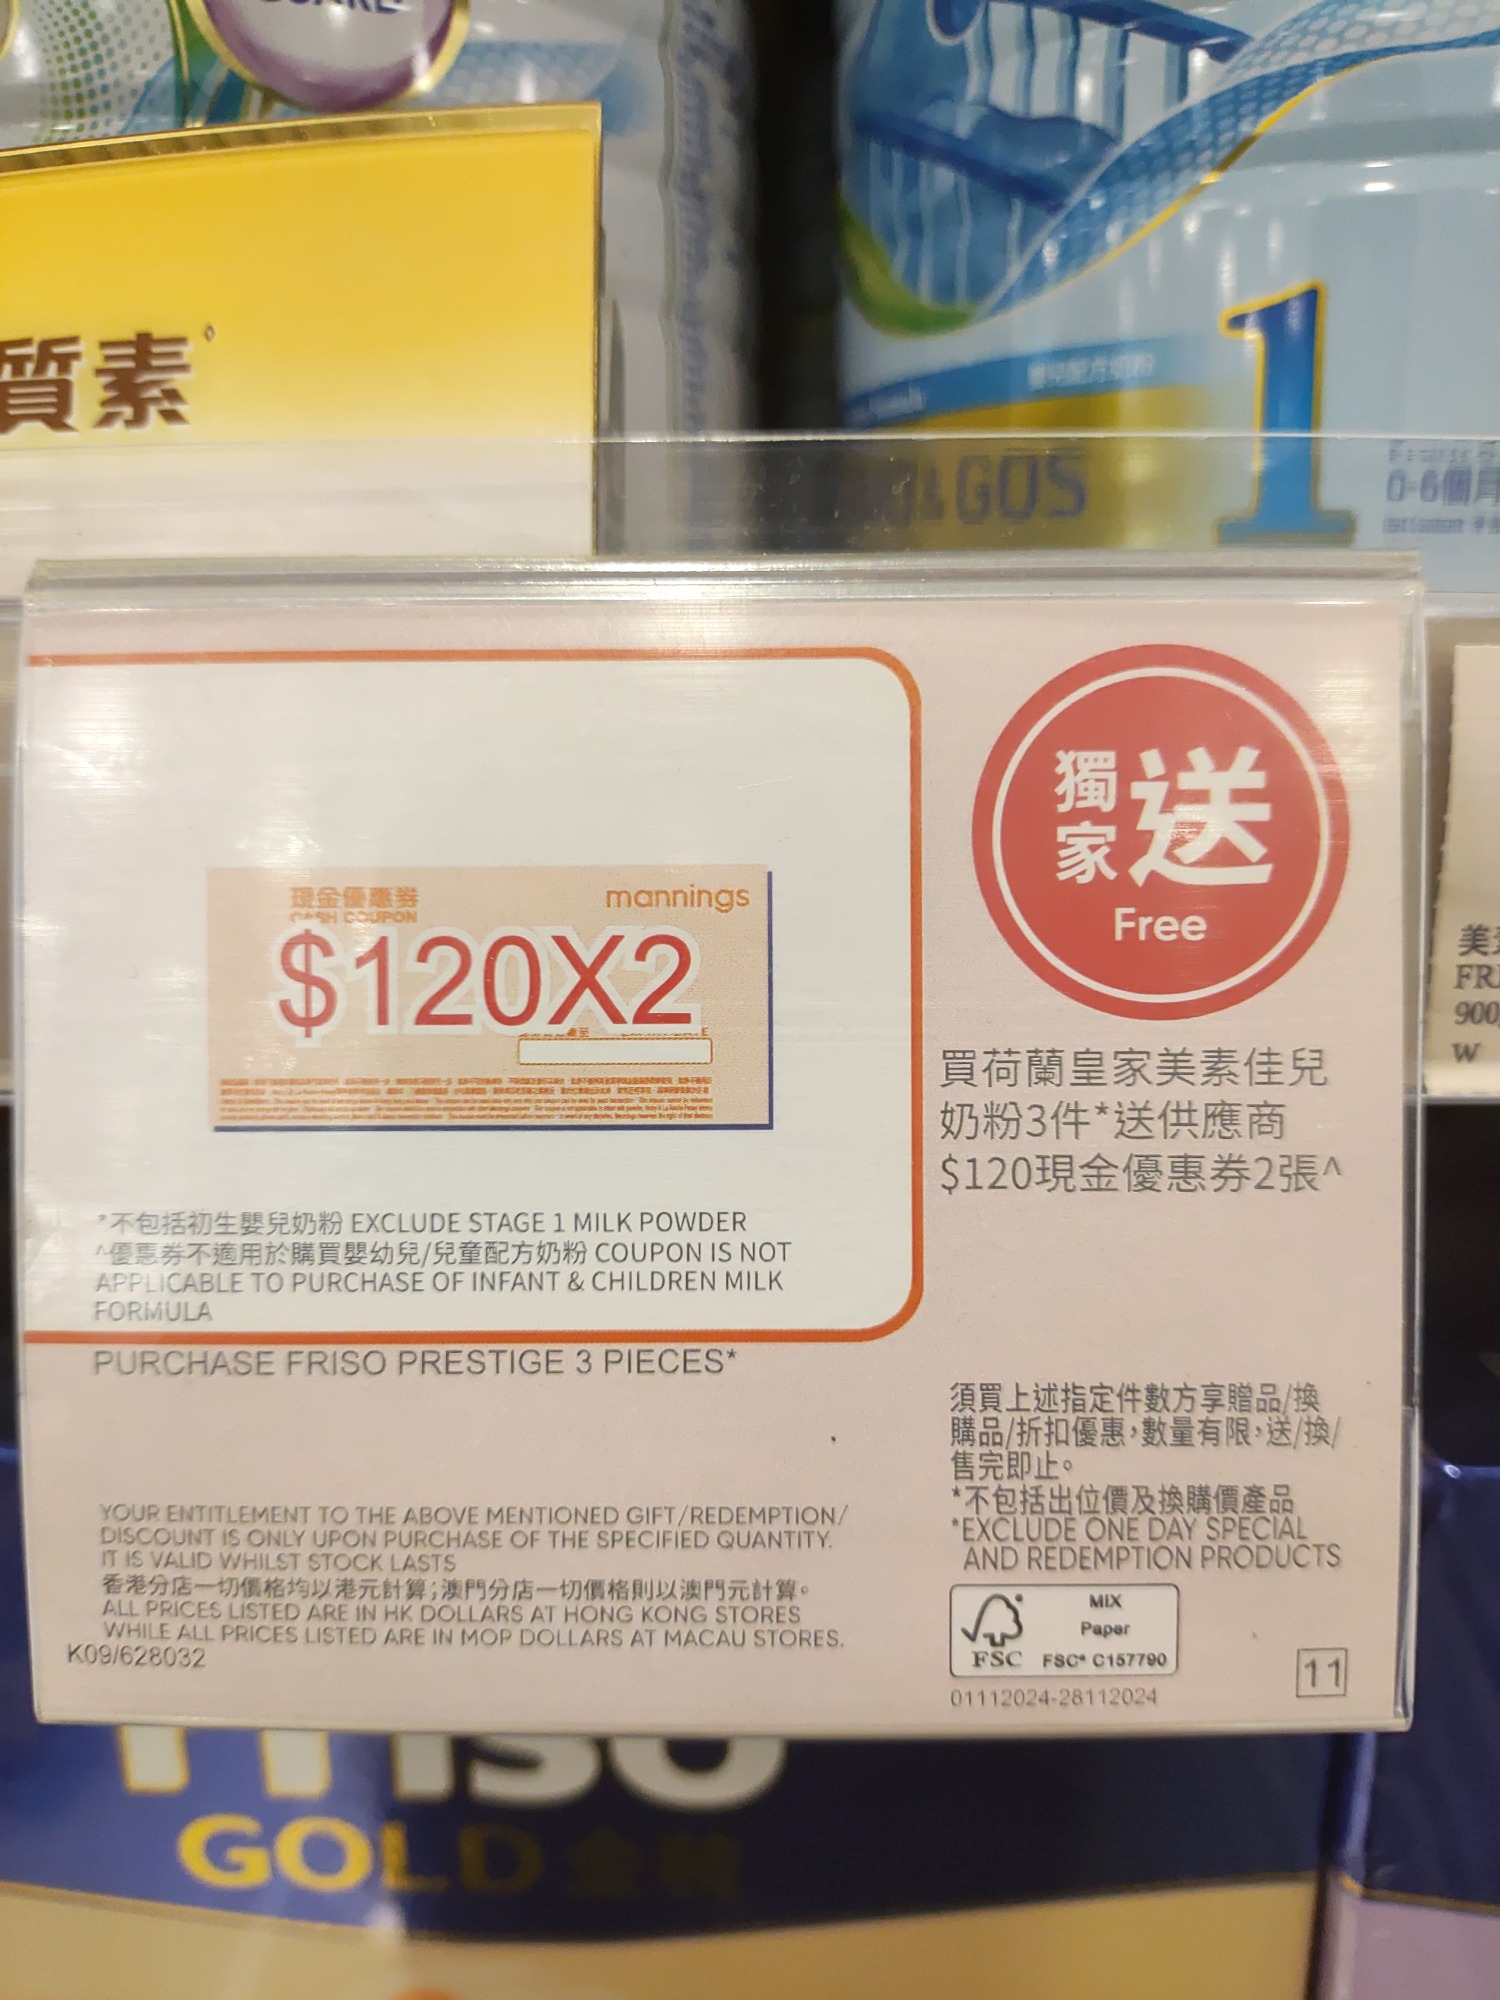 質素
GOS
1
0-6個月
獨家
送
Free
現金優惠券
mannings
CASH COUPON
$120X2
買荷蘭皇家美素佳兒
奶粉3件*送供應商
$120現金優惠券2張^
*不包括初生嬰兒奶粉 EXCLUDE STAGE 1 MILK POWDER
^優惠券不適用於購買嬰幼兒/兒童配方奶粉 COUPON IS NOT
APPLICABLE TO PURCHASE OF INFANT & CHILDREN MILK
FORMULA
PURCHASE FRISO PRESTIGE 3 PIECES*
須買上述指定件數方享贈品/換
購品/折扣優惠,數量有限,送/換/
售完即止。
*不包括出位價及換購價產品
*EXCLUDE ONE DAY SPECIAL
AND REDEMPTION PRODUCTS
YOUR ENTITLEMENT TO THE ABOVE MENTIONED GIFT/REDEMPTION/
DISCOUNT IS ONLY UPON PURCHASE OF THE SPECIFIED QUANTITY.
IT IS VALID WHILST STOCK LASTS
香港分店一切價格均以港元計算;澳門分店一切價格則以澳門元計算。
ALL PRICES LISTED ARE IN HK DOLLARS AT HONG KONG STORES
WHILE ALL PRICES LISTED ARE IN MOP DOLLARS AT MACAU STORES.
K09/628032
MIX
Paper
FSC
FSC® C157790
01112024-28112024
11
美
FRI
900
W
GOLD